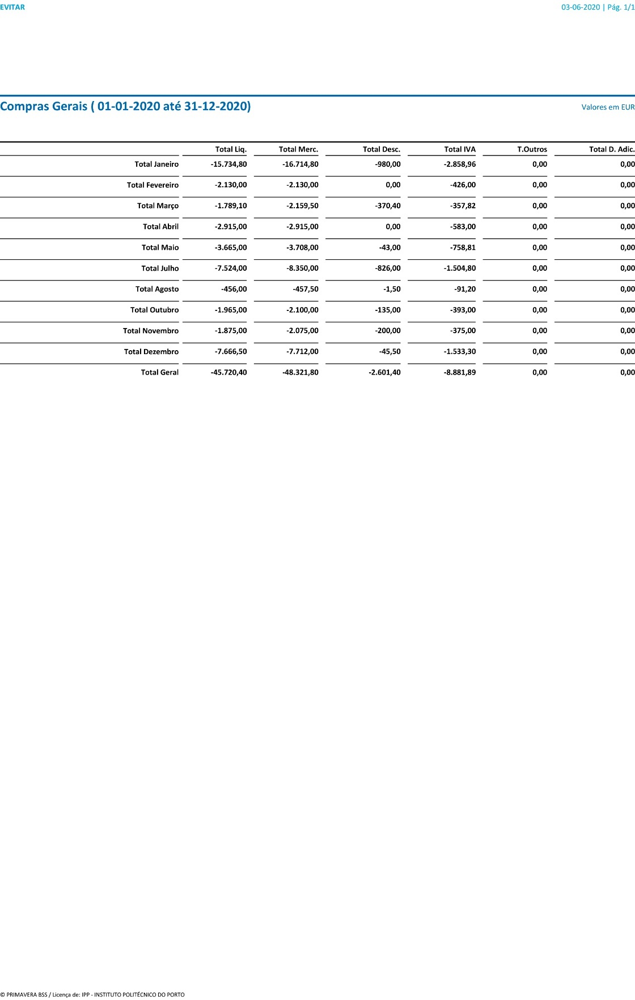 EVITAR 03-06-2020 | Pág. 1/1
Compras Gerais ( 01-01-2020 até 31-12-2020) Valores em EUR
Total Liq. Total Merc. Total Desc. Total IVA T.Outros Total D. Adic.
Total Janeiro -15.734,80 -16.714,80 -980,00 -2.858,96 0,00 0,00
Total Fevereiro -2.130,00 -2.130,00 0,00 -426,00 0,00 0,00
Total Março -1.789,10 -2.159,50 -370,40 -357,82 0,00 0,00
Total Abril -2.915,00 -2.915,00 0,00 -583,00 0,00 0,00
Total Maio -3.665,00 -3.708,00 -43,00 -758,81 0,00 0,00
Total Julho -7.524,00 -8.350,00 -826,00 -1.504,80 0,00 0,00
Total Agosto -456,00 -457,50 -1,50 -91,20 0,00 0,00
Total Outubro -1.965,00 -2.100,00 -135,00 -393,00 0,00 0,00
Total Novembro -1.875,00 -2.075,00 -200,00 -375,00 0,00 0,00
Total Dezembro -7.666,50 -7.712,00 -45,50 -1.533,30 0,00 0,00
Total Geral -45.720,40 -48.321,80 -2.601,40 -8.881,89 0,00 0,00
© PRIMAVERA BSS / Licença de: IPP - INSTITUTO POLITÉCNICO DO PORTO